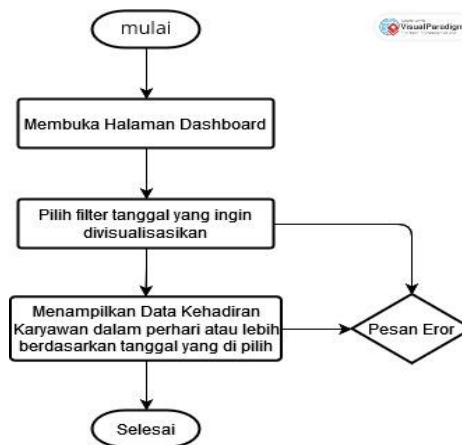 mulai
VisualParadigm
Membuka Halaman Dashboard
Pilih filter tanggal yang ingin
divisualisasikan
Menampilkan Data Kehadiran
Karyawan dalam perhari atau lebih
berdasarkan tanggal yang di pilih
Pesan Eror
Selesai